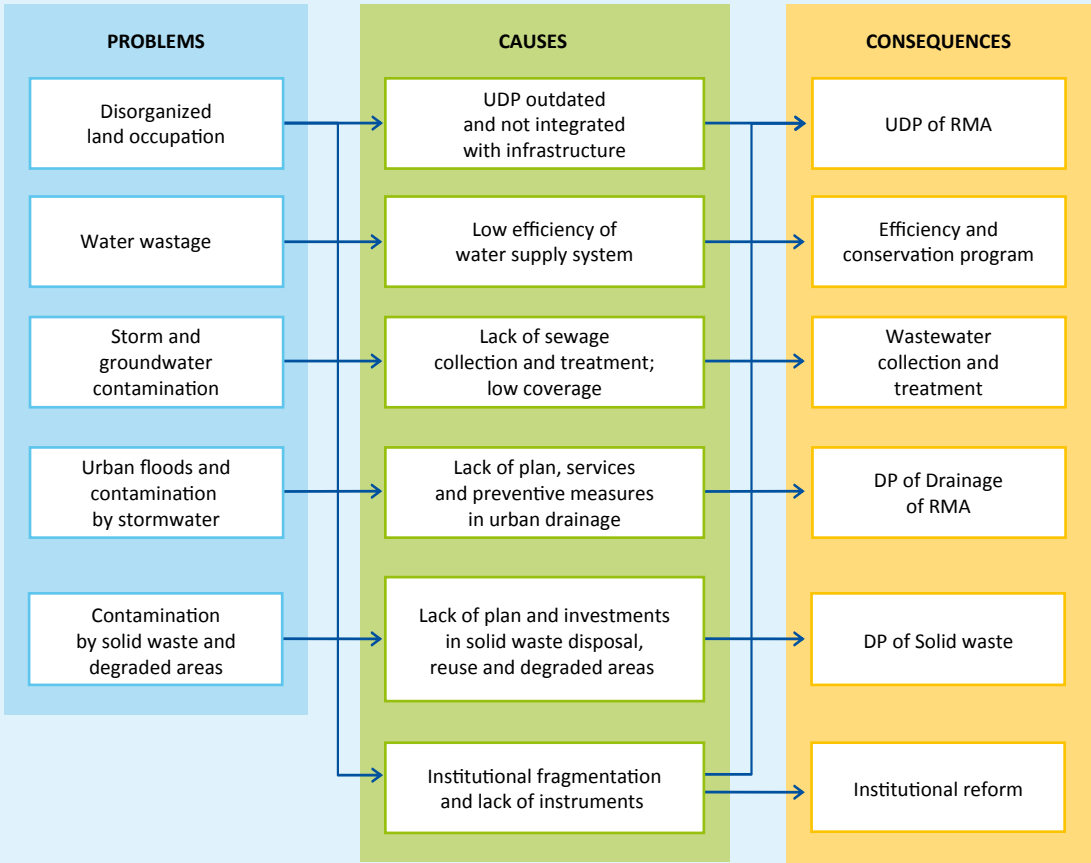 PROBLEMS
CAUSES
CONSEQUENCES
Disorganized
land occupation
UDP outdated
and not integrated
with infrastructure
UDP of RMA
Water wastage
Low efficiency of
water supply system
Efficiency and
conservation program
Storm and
groundwater
contamination
Lack of sewage
collection and treatment;
low coverage
Wastewater
collection and
treatment
Urban floods and
contamination
by stormwater
Lack of plan, services
and preventive measures
in urban drainage
DP of Drainage
of RMA
Contamination
by solid waste and
degraded areas
Lack of plan and investments
in solid waste disposal,
reuse and degraded areas
DP of Solid waste
Institutional fragmentation
and lack of instruments
Institutional reform